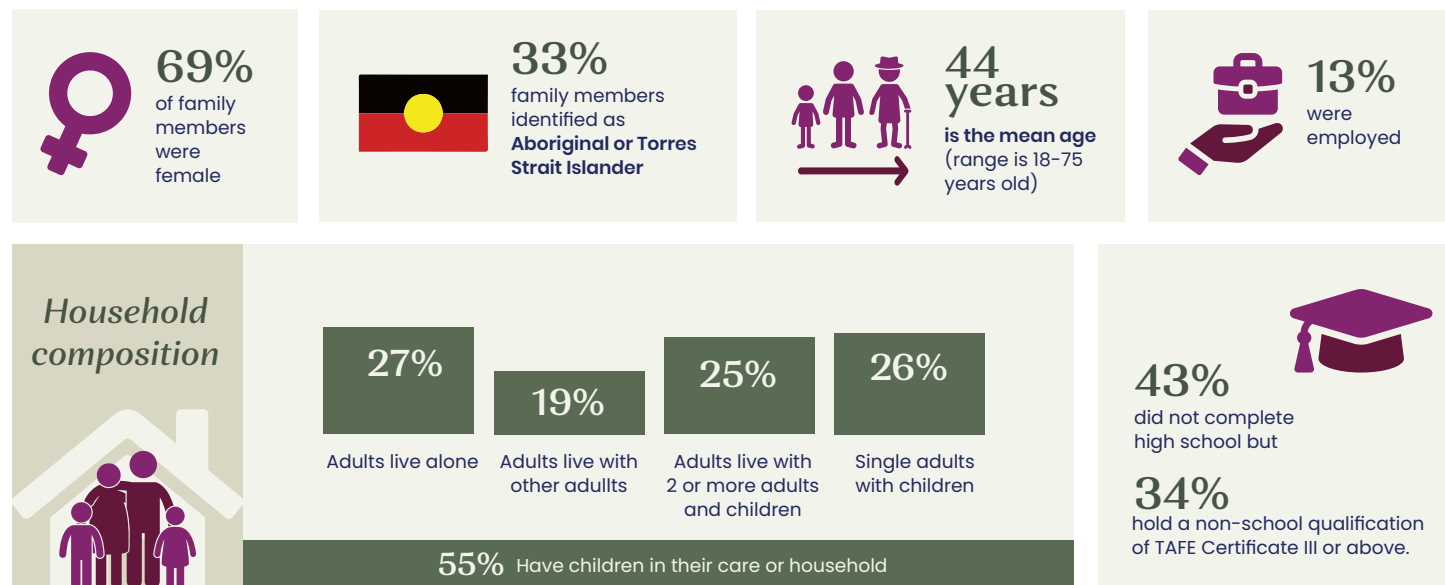 69%
of family
members
were
female
33%
family members
identified as
Aboriginal or Torres
Strait Islander
44
years
is the mean age
(range is 18-75
years old)
13%
were
employed
Household
composition
27%
Adults live alone
19%
Adults live with
other adullts
25%
Adults live with
2 or more adults
and children
26%
Single adults
with children
55% Have children in their care or household
43%
did not complete
high school but
34%
hold a non-school qualification
of TAFE Certificate III or above.